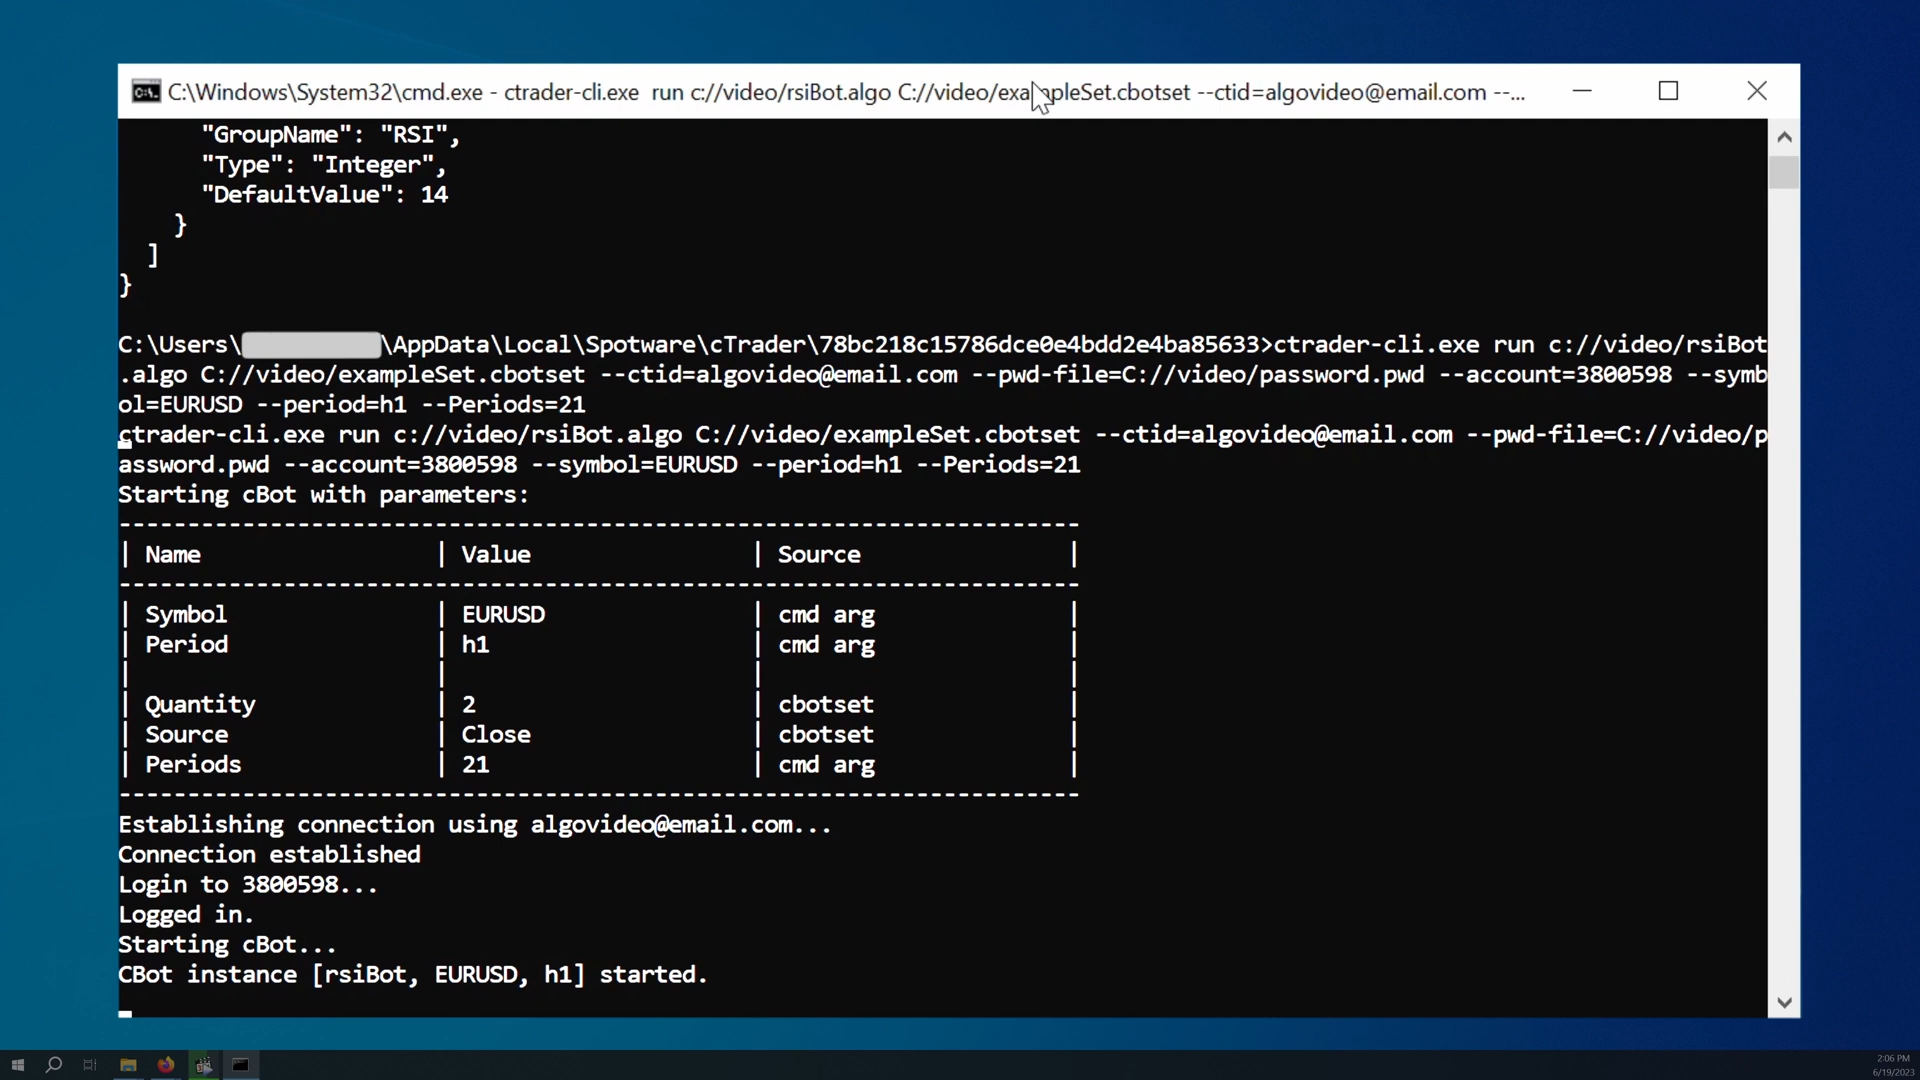 C:\Windows\System32\cmd.exe - ctrader-cli.exe  run c://video/rsiBot.algo C://video/exampleSet.cbotset --ctid=algovideo@email.com --...
"GroupName": "RSI",
"Type": "Integer",
"DefaultValue": 14
}
]
}
C:\Users\ \AppData\Local\Spotware\cTrader\78bc218c15786dce0e4bdd2e4ba85633>ctrader-cli.exe run c://video/rsiBot
.algo C://video/exampleSet.cbotset --ctid=algovideo@email.com --pwd-file=C://video/password.pwd --account=3800598 --symb
ol=EURUSD --period=h1 --Periods=21
ctrader-cli.exe run c://video/rsiBot.algo C://video/exampleSet.cbotset --ctid=algovideo@email.com --pwd-file=C://video/p
assword.pwd --account=3800598 --symbol=EURUSD --period=h1 --Periods=21
Starting cBot with parameters:
----------------------------------------------------------------------
| Name | Value | Source |
----------------------------------------------------------------------
| Symbol | EURUSD | cmd arg |
| Period | h1 | cmd arg |
| | | |
| Quantity | 2 | cbotset |
| Source | Close | cbotset |
| Periods | 21 | cmd arg |
----------------------------------------------------------------------
Establishing connection using algovideo@email.com...
Connection established
Login to 3800598...
Logged in.
Starting cBot...
CBot instance [rsiBot, EURUSD, h1] started.
2:06 PM
6/19/2023